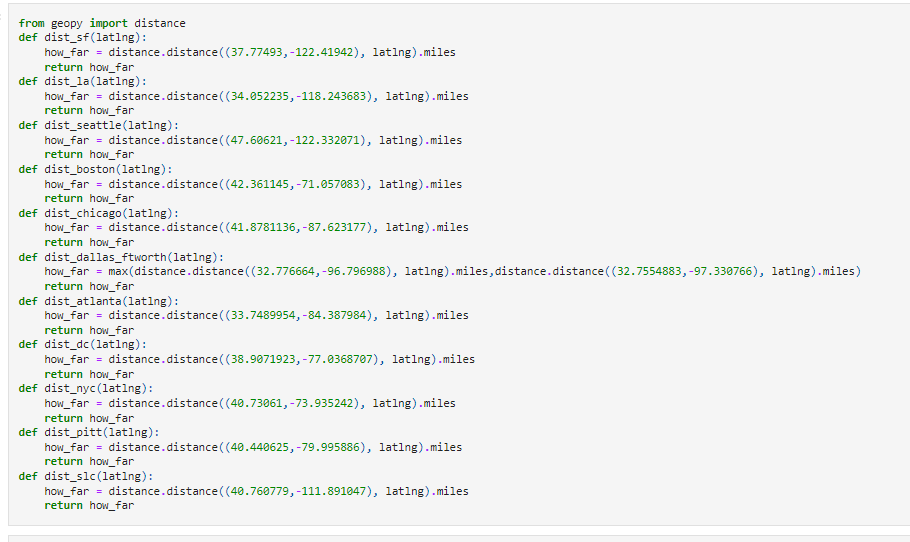 from geopy import distance
def dist_sf(latlng):
    how_far = distance.distance((37.77493,-122.41942), latlng).miles
    return how_far
def dist_la(latlng):
    how_far = distance.distance((34.052235,-118.243683), latlng).miles
    return how_far
def dist_seattle(latlng):
    how_far = distance.distance((47.60621,-122.332071), latlng).miles
    return how_far
def dist_boston(latlng):
    how_far = distance.distance((42.361145,-71.057083), latlng).miles
    return how_far
def dist_chicago(latlng):
    how_far = distance.distance((41.8781136,-87.623177), latlng).miles
    return how_far
def dist_dallas_ftworth(latlng):
    how_far = max(distance.distance((32.776664,-96.796988), latlng).miles,distance.distance((32.7554883,-97.330766), latlng).miles)
    return how_far
def dist_atlanta(latlng):
    how_far = distance.distance((33.7489954,-84.387984), latlng).miles
    return how_far
def dist_dc(latlng):
    how_far = distance.distance((38.9071923,-77.0368707), latlng).miles
    return how_far
def dist_nyc(latlng):
    how_far = distance.distance((40.73061,-73.935242), latlng).miles
    return how_far
def dist_pitt(latlng):
    how_far = distance.distance((40.440625,-79.995886), latlng).miles
    return how_far
def dist_slc(latlng):
    how_far = distance.distance((40.760779,-111.891047), latlng).miles
    return how_far